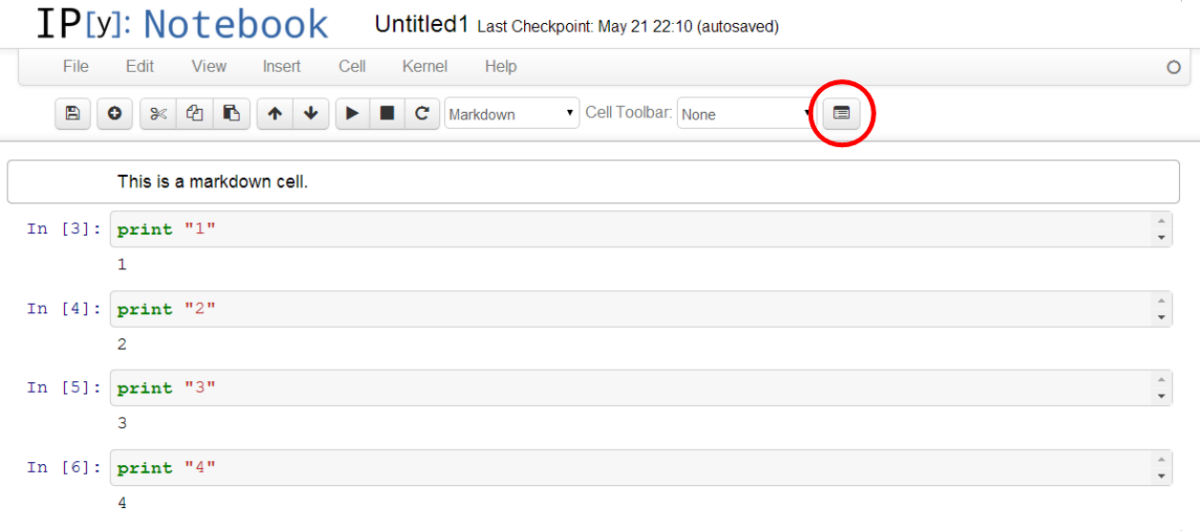 IP[y]: Notebook Untitled1 Last Checkpoint: May 21 22:10 (autosaved)
File Edit View Insert Cell Kernel Help
Markdown Cell Toolbar: None
This is a markdown cell.
In [3]: print "1"
1
In [4]: print "2"
2
In [5]: print "3"
3
In [6]: print "4"
4